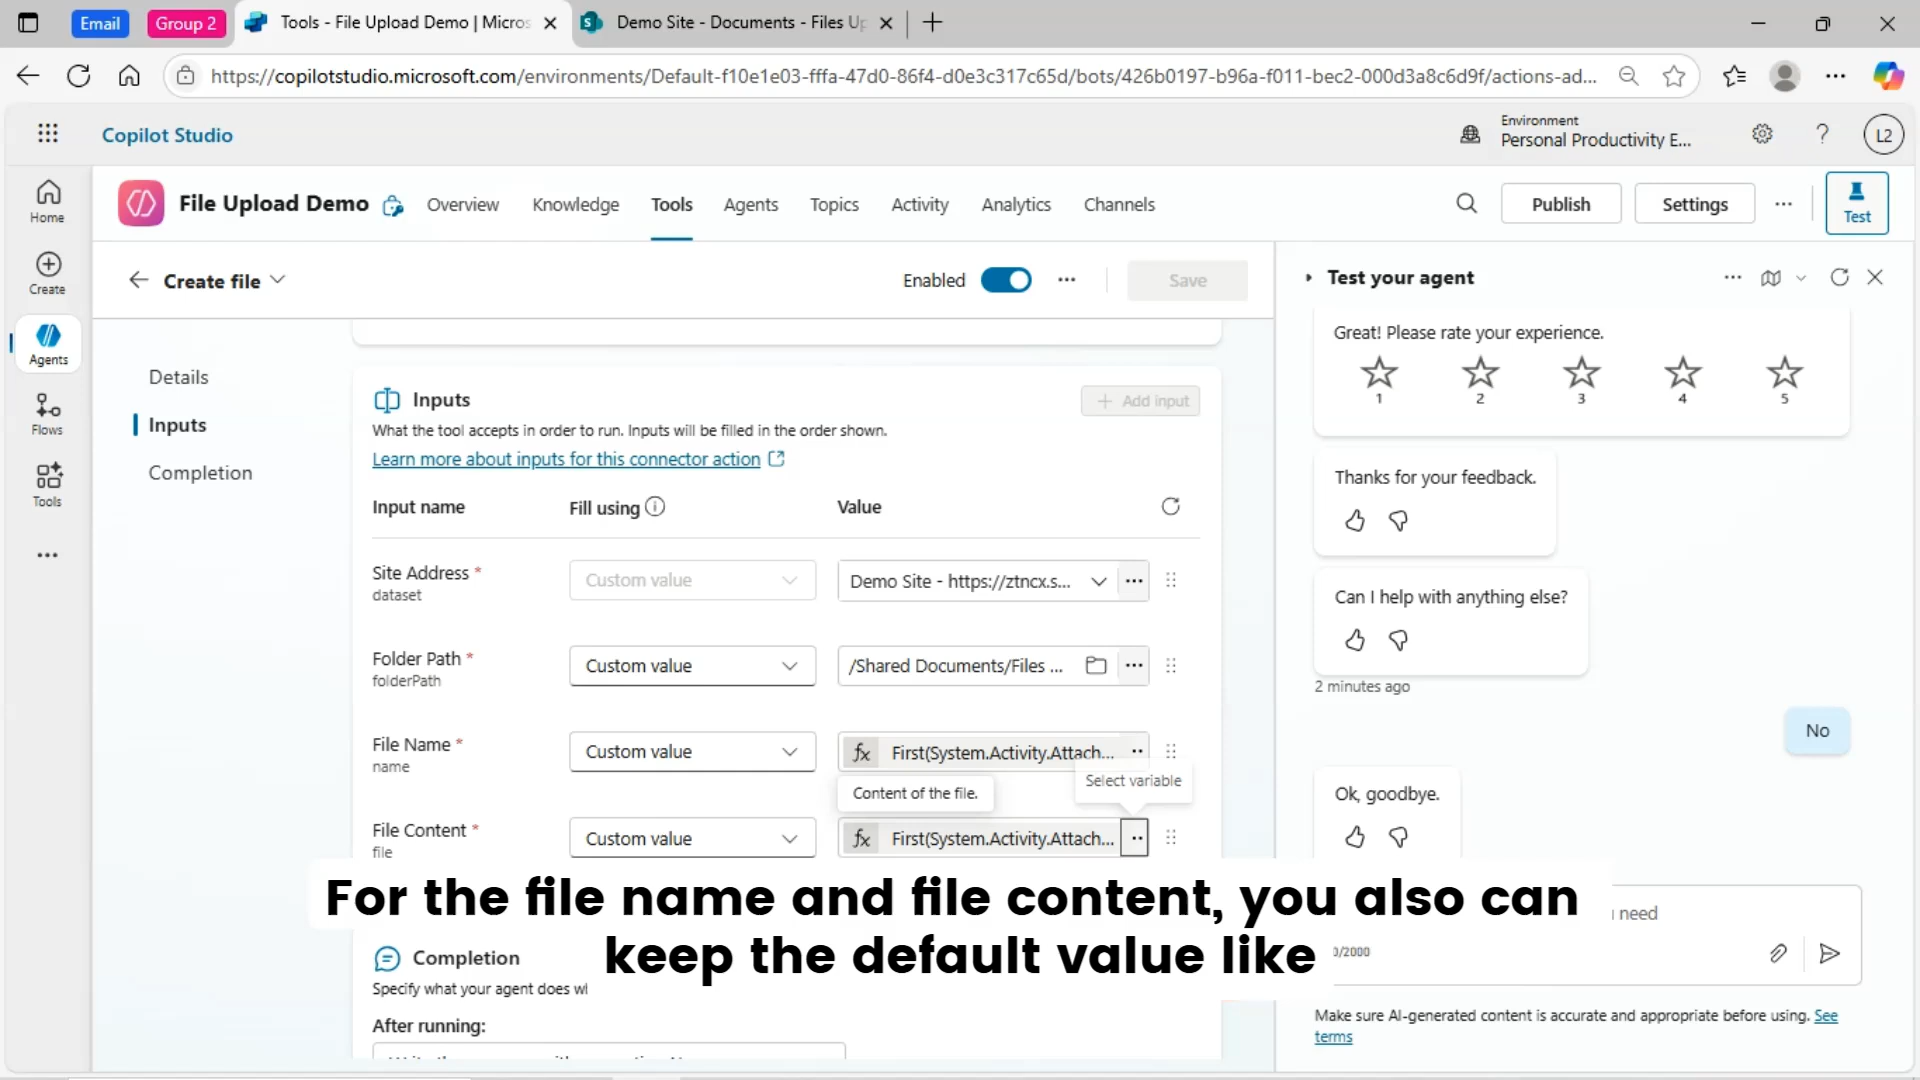 Email
Group 2
Tools - File Upload Demo | Micros
Demo Site - Documents - Files Up
https://copilotstudio.microsoft.com/environments/Default-f10e1e03-fffa-47d0-86f4-d0e3c317c65d/bots/426b0197-b96a-f011-bec2-000d3a8c6d9f/actions-ad...
Copilot Studio
Environment
Personal Productivity E...
L2
File Upload Demo
Overview
Knowledge
Tools
Agents
Topics
Activity
Analytics
Channels
Publish
Settings
Test
Home
Create
Agents
Flows
Tools
Create file
Enabled
Save
Details
Inputs
Completion
Inputs
Add input
What the tool accepts in order to run. Inputs will be filled in the order shown.
Learn more about inputs for this connector action
Input name
Fill using
Value
Site Address *
dataset
Custom value
Demo Site - https://ztncx.s...
Folder Path *
folderPath
Custom value
/Shared Documents/Files ...
File Name *
name
Custom value
fx First(System.Activity.Attach...
Select variable
Content of the file.
File Content *
file
Custom value
fx First(System.Activity.Attach...
For the file name and file content, you also can
keep the default value like
Completion
Specify what your agent does
After running:
Test your agent
Great! Please rate your experience.
1 2 3 4 5
Thanks for your feedback.
Can I help with anything else?
2 minutes ago
No
Ok, goodbye.
need
/2000
Make sure AI-generated content is accurate and appropriate before using. See
terms